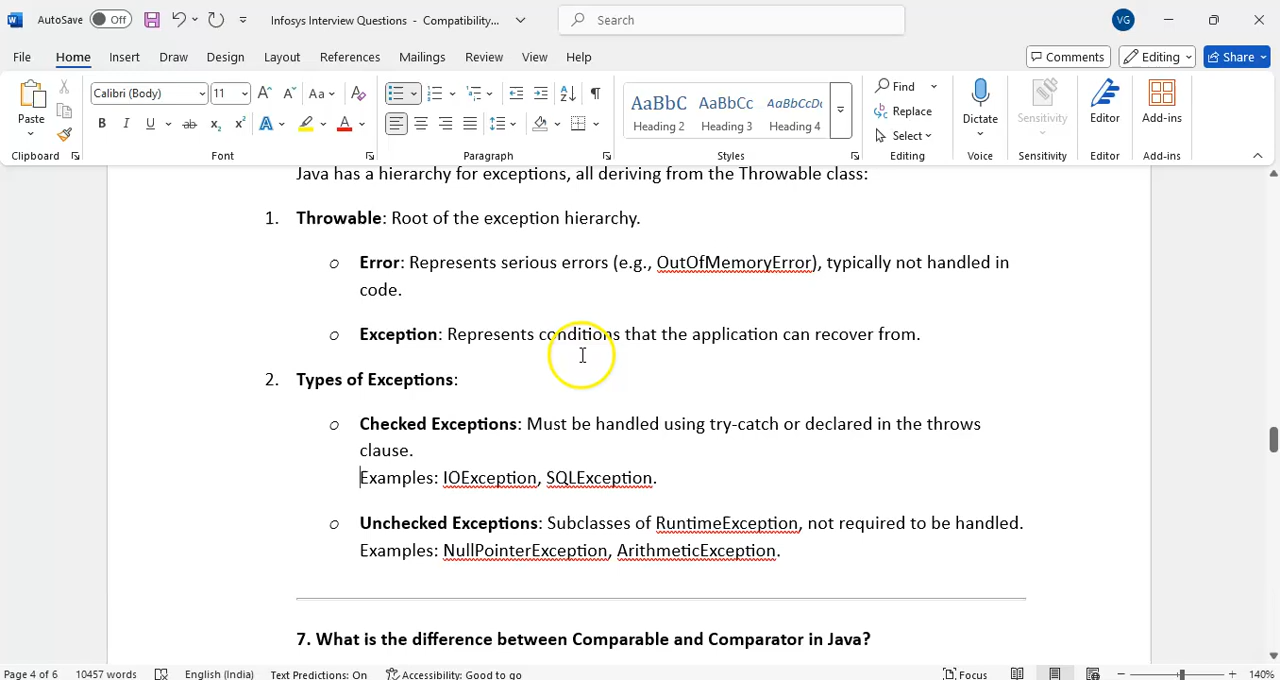 AutoSave Off
Infosys Interview Questions - Compatibility...
Search
VG
File Home Insert Draw Design Layout References Mailings Review View Help
Comments Editing Share
Paste
Clipboard
Calibri (Body) 11
Font
Paragraph
AaBbC AaBbCc AaBbCcDc
Heading 2 Heading 3 Heading 4
Styles
Find
Replace
Select
Editing
Dictate
Voice
Sensitivity
Sensitivity
Editor
Editor
Add-ins
Add-ins
Java has a hierarchy for exceptions, all deriving from the Throwable class:
1. Throwable: Root of the exception hierarchy.
o Error: Represents serious errors (e.g., OutOfMemoryError), typically not handled in
code.
o Exception: Represents conditions that the application can recover from.
2. Types of Exceptions:
o Checked Exceptions: Must be handled using try-catch or declared in the throws
clause.
Examples: IOException, SQLException.
o Unchecked Exceptions: Subclasses of RuntimeException, not required to be handled.
Examples: NullPointerException, ArithmeticException.
7. What is the difference between Comparable and Comparator in Java?
Page 4 of 6 10457 words English (India) Text Predictions: On Accessibility: Good to go Focus 140%